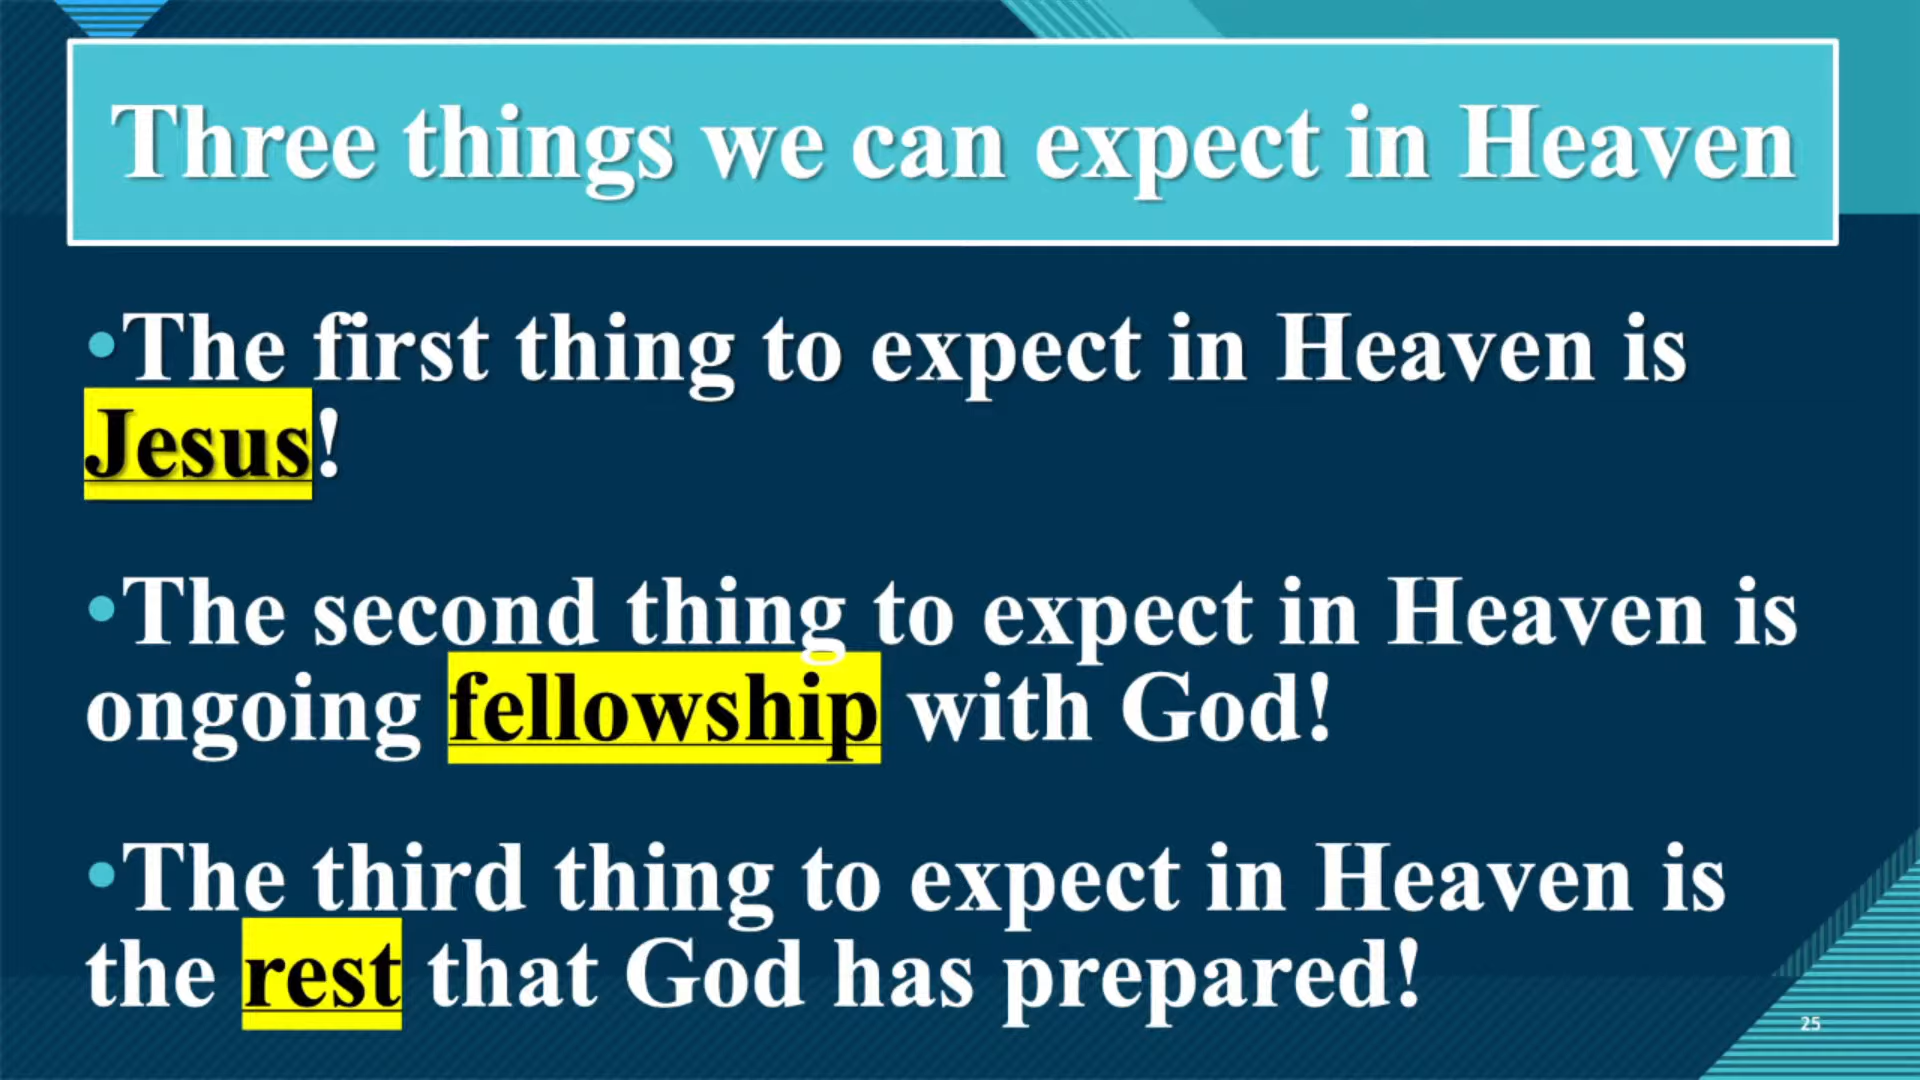 Three things we can expect in Heaven
•The first thing to expect in Heaven is
Jesus!
•The second thing to expect in Heaven is
ongoing fellowship with God!
•The third thing to expect in Heaven is
the rest that God has prepared!
25